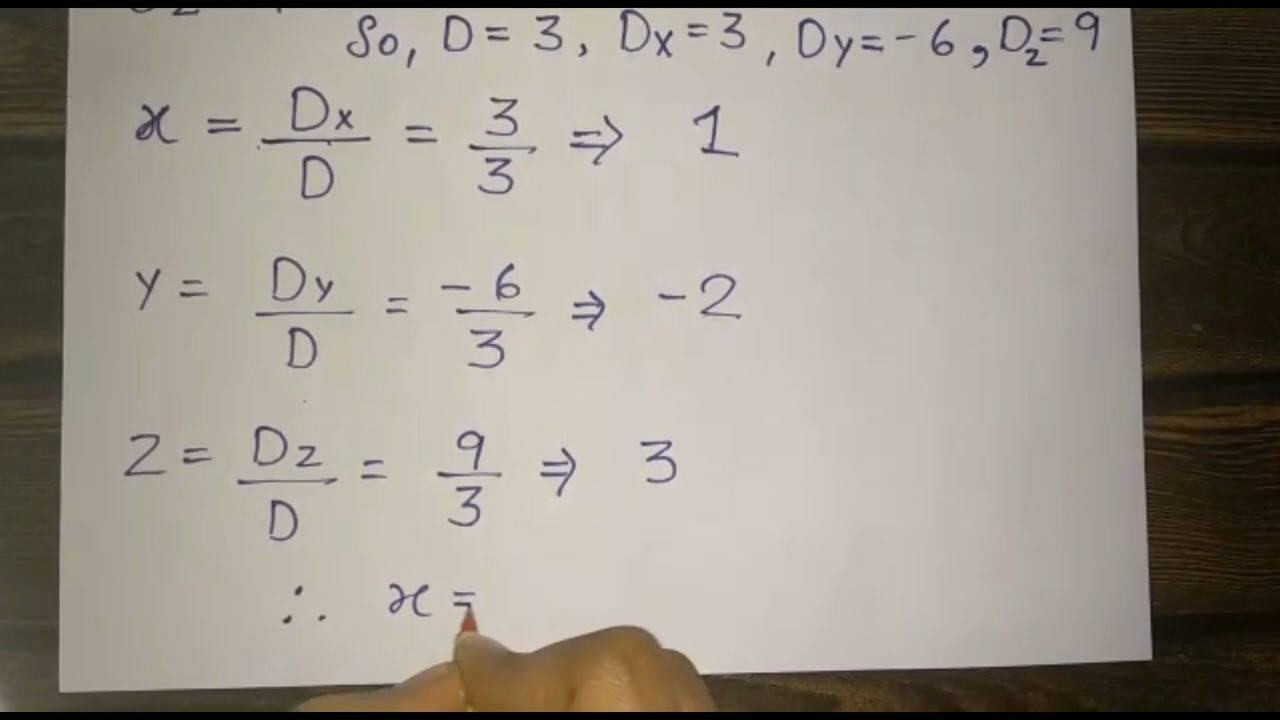 So, D = 3, Dx = 3, Dy = -6, Dz = 9
x = Dx/D = 3/3 ⇒ 1
y = Dy/D = -6/3 ⇒ -2
z = Dz/D = 9/3 ⇒ 3
∴ x =